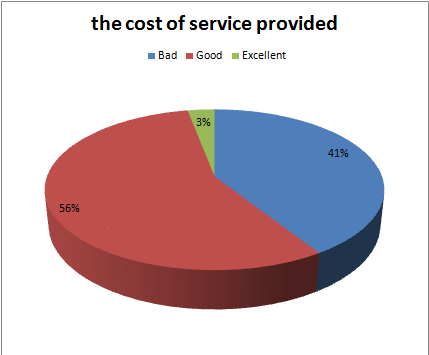 the cost of service provided
Bad Good Excellent
3%
41%
56%